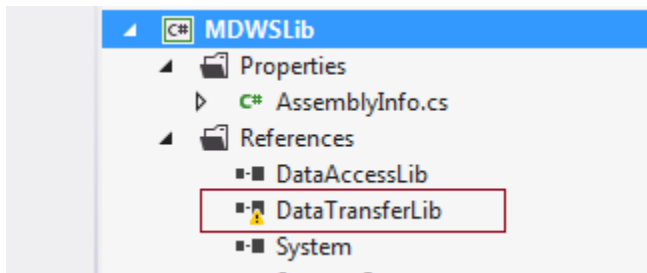 C# MDWSLib
Properties
C# AssemblyInfo.cs
References
DataAccessLib
DataTransferLib
System